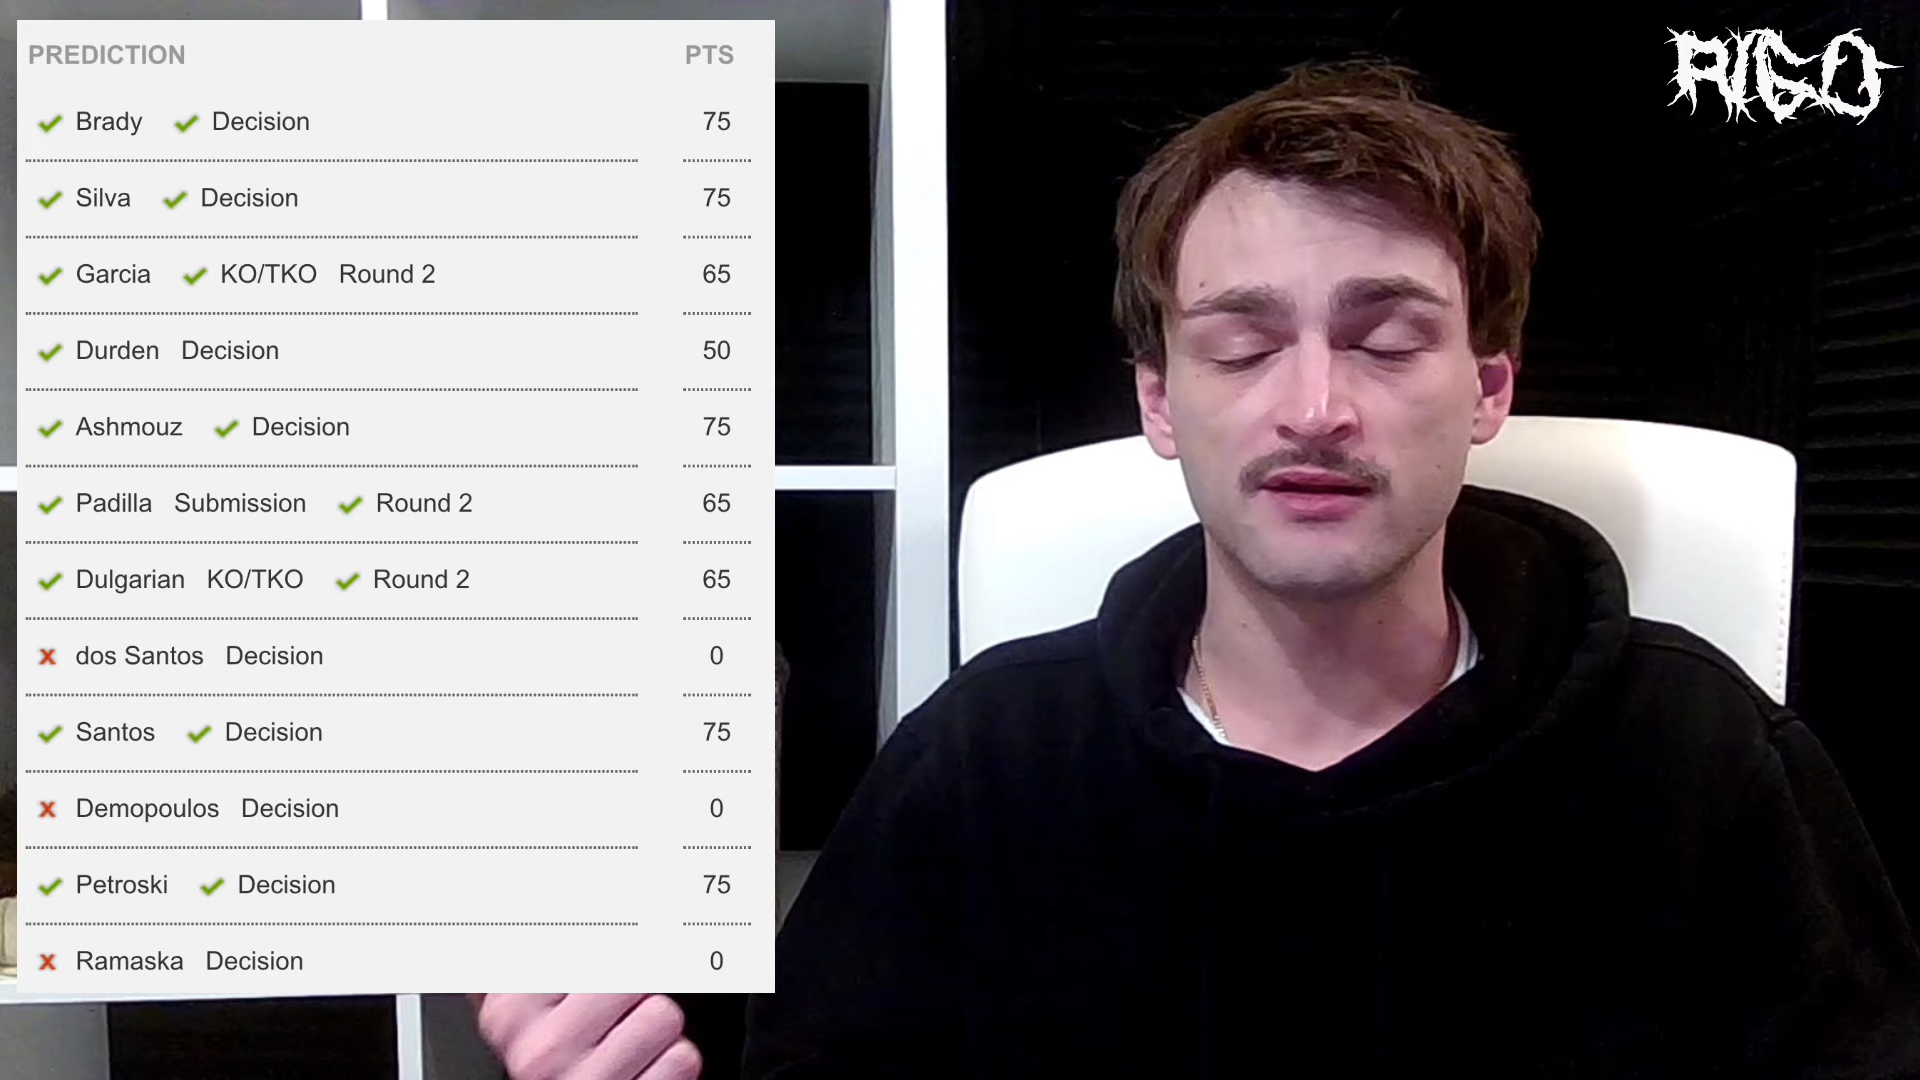 PREDICTION PTS
Brady Decision 75
Silva Decision 75
Garcia KO/TKO Round 2 65
Durden Decision 50
Ashmouz Decision 75
Padilla Submission Round 2 65
Dulgarian KO/TKO Round 2 65
dos Santos Decision 0
Santos Decision 75
Demopoulos Decision 0
Petroski Decision 75
Ramaska Decision 0
RIGO